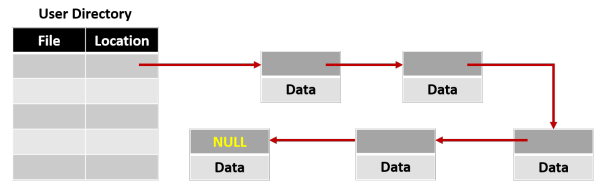 User Directory
File Location
Data Data
NULL
Data Data Data